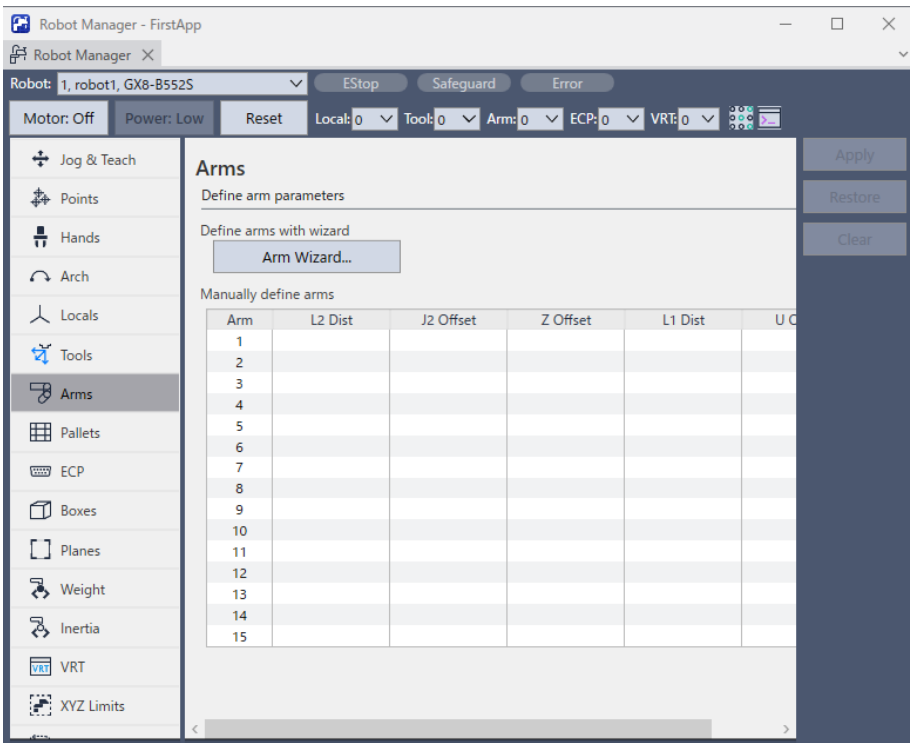 Robot Manager - FirstApp
Robot Manager
Robot: 1, robot1, GX8-B552S EStop Safeguard Error
Motor: Off Power: Low Reset Local: 0 Tool: 0 Arm: 0 ECP: 0 VRT: 0
Jog & Teach
Points
Hands
Arch
Locals
Tools
Arms
Pallets
ECP
Boxes
Planes
Weight
Inertia
VRT VRT
XYZ Limits
Arms
Define arm parameters
Define arms with wizard
Arm Wizard...
Manually define arms
Arm L2 Dist J2 Offset Z Offset L1 Dist U
1
2
3
4
5
6
7
8
9
10
11
12
13
14
15
Apply
Restore
Clear